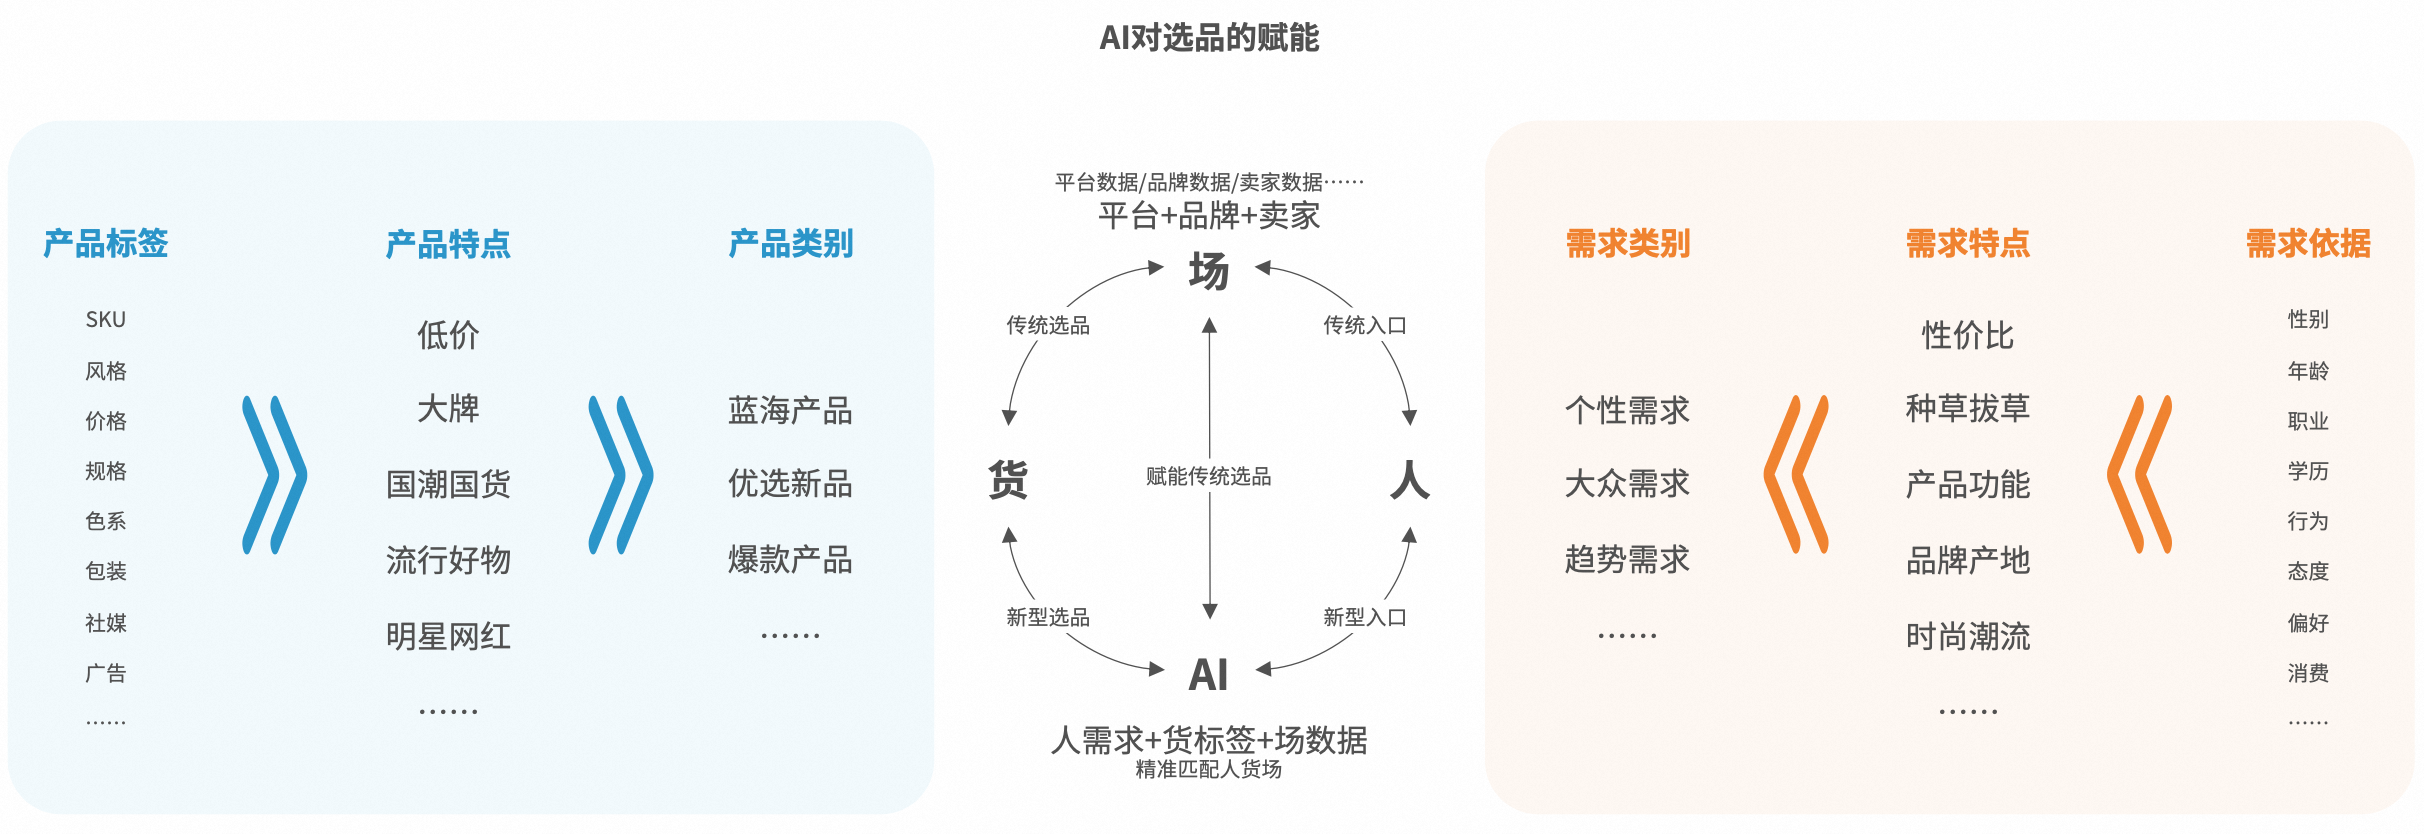 AI对选品的赋能
产品标签
SKU
风格
价格
规格
色系
包装
社媒
广告
……
产品特点
低价
大牌
国潮国货
流行好物
明星网红
……
产品类别
蓝海产品
优选新品
爆款产品
……
平台数据/品牌数据/卖家数据……
平台+品牌+卖家
场
传统选品
传统入口
货
赋能传统选品
人
新型选品
新型入口
AI
人需求+货标签+场数据
精准匹配人货场
需求类别
个性需求
大众需求
趋势需求
……
需求特点
性价比
种草拔草
产品功能
品牌产地
时尚潮流
……
需求依据
性别
年龄
职业
学历
行为
态度
偏好
消费
……